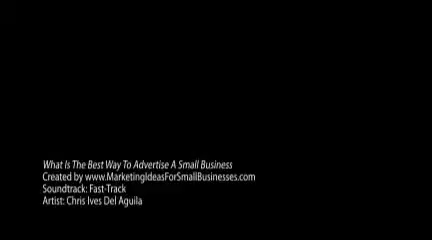 What Is The Best Way To Advertise A Small Business
Created by www.MarketingIdeasForSmallBusinesses.com
Soundtrack: Fast-Track
Artist: Chris Ives Del Aguila